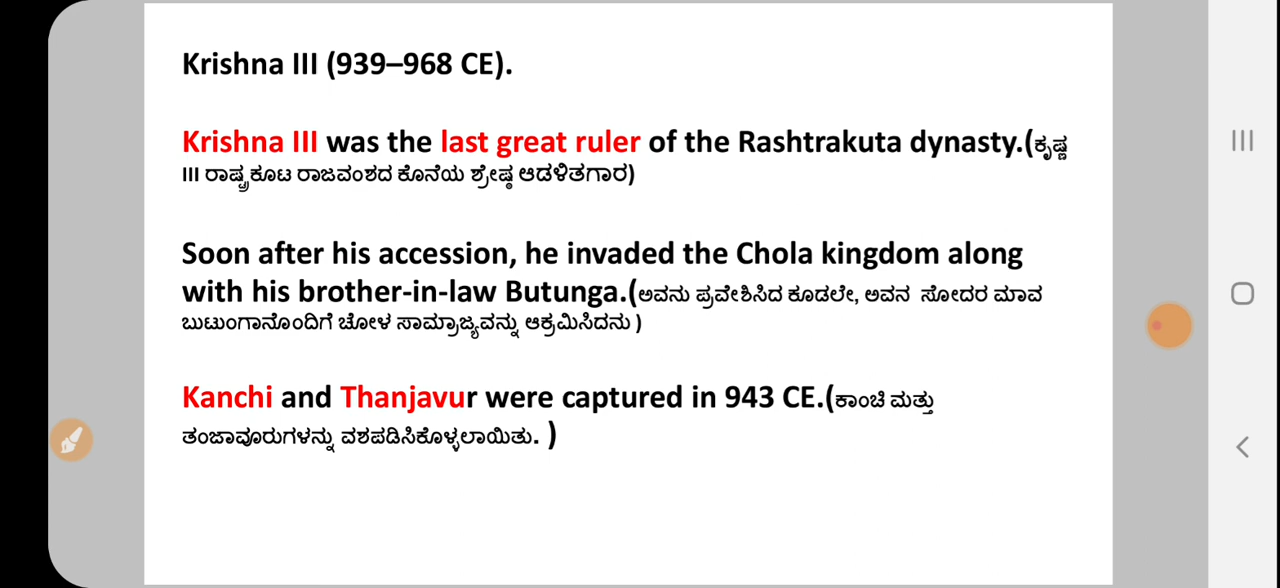 Krishna III (939–968 CE).
Krishna III was the last great ruler of the Rashtrakuta dynasty.(ಕೃಷ್ಣ
III ರಾಷ್ಟ್ರಕೂಟ ರಾಜವಂಶದ ಕೊನೆಯ ಶ್ರೇಷ್ಠ ಆಡಳಿತಗಾರ)
Soon after his accession, he invaded the Chola kingdom along
with his brother-in-law Butunga.(ಅವನು ಪ್ರವೇಶಿಸಿದ ಕೂಡಲೇ, ಅವನ ಸೋದರ ಮಾವ
ಬುಟುಂಗಾನೊಂದಿಗೆ ಚೋಳ ಸಾಮ್ರಾಜ್ಯವನ್ನು ಆಕ್ರಮಿಸಿದನು )
Kanchi and Thanjavur were captured in 943 CE.(ಕಾಂಚಿ ಮತ್ತು
ತಂಜಾವೂರುಗಳನ್ನು ವಶಪಡಿಸಿಕೊಳ್ಳಲಾಯಿತು. )